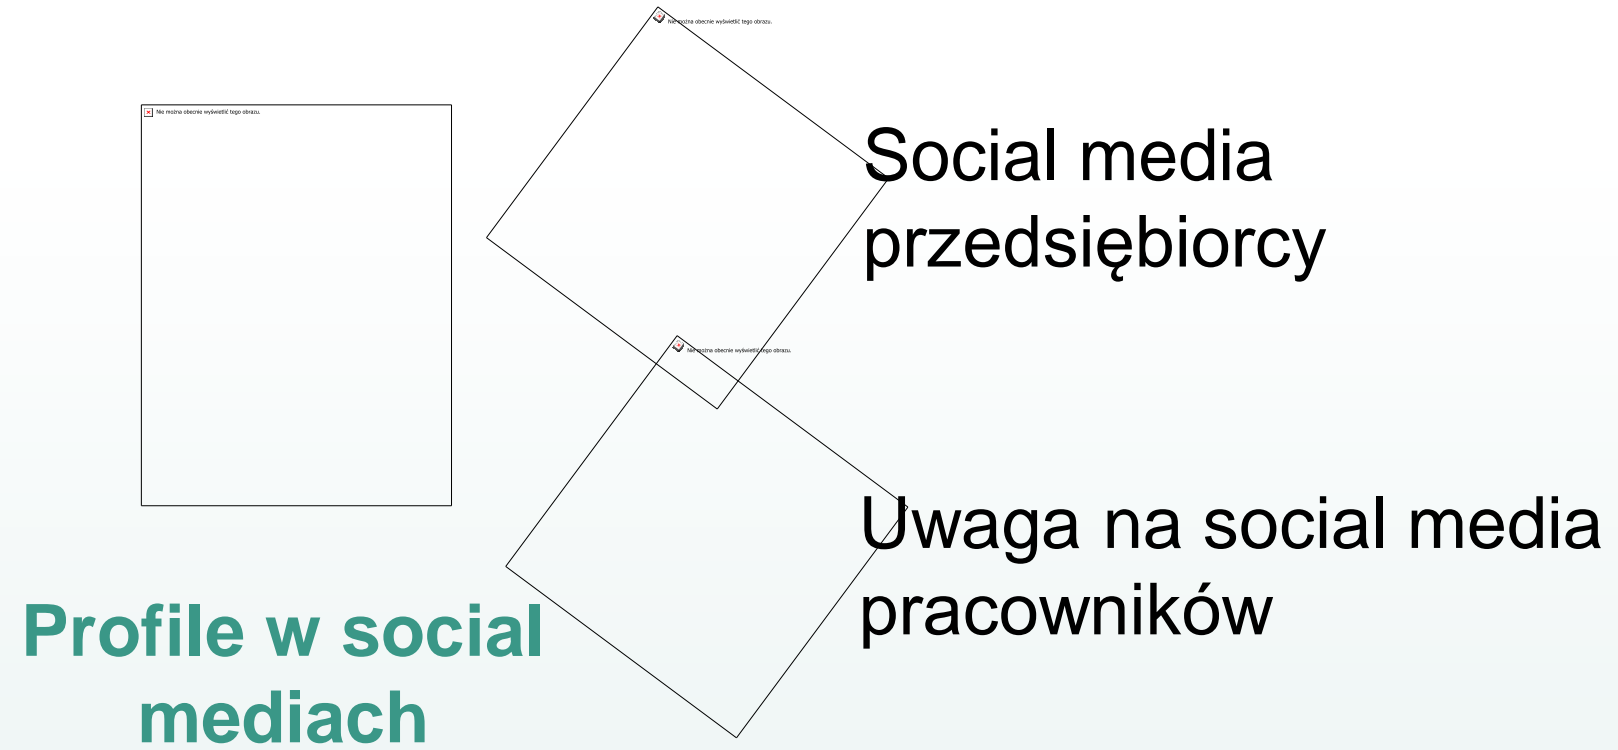 Nie można obecnie wyświetlić tego obrazu.
Nie można obecnie wyświetlić tego obrazu.
Social media
przedsiębiorcy
Nie można obecnie wyświetlić tego obrazu.
Uwaga na social media
pracowników
Profile w social
mediach